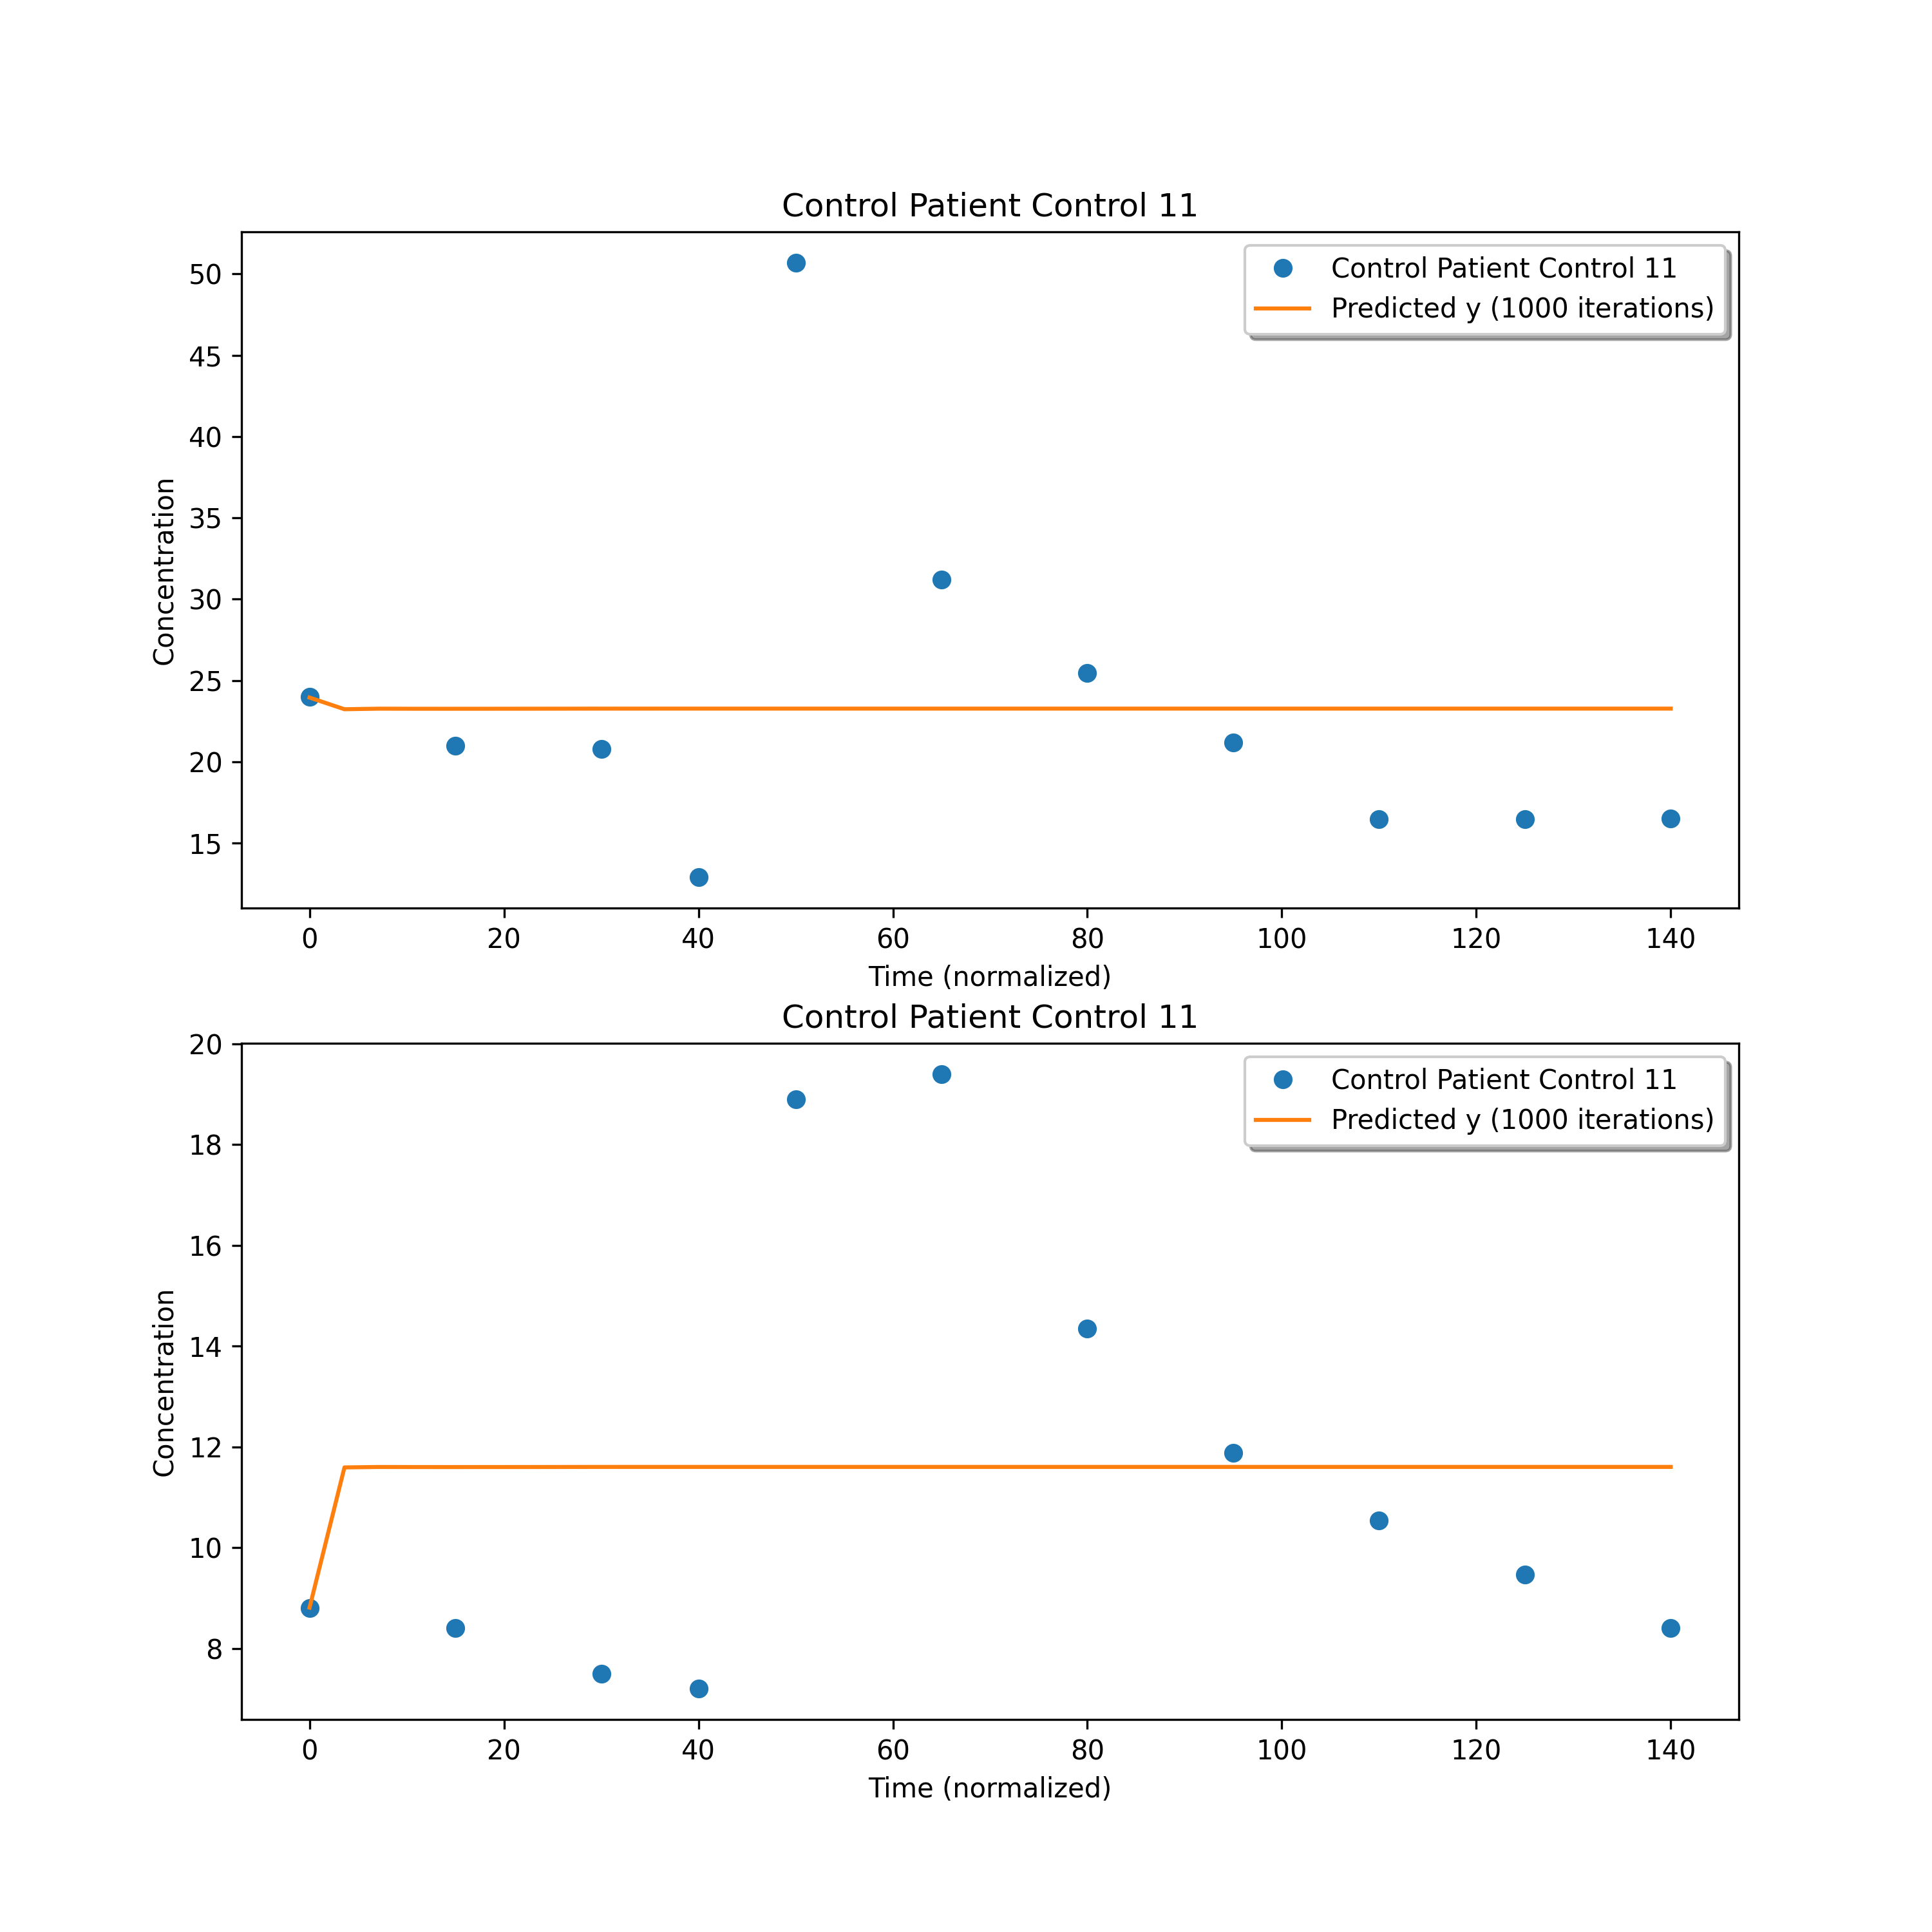 Control Patient Control 11
Control Patient Control 11
Predicted y (1000 iterations)
50
45
40
35
30
25
20
15
Concentration
0 20 40 60 80 100 120 140
Time (normalized)
Control Patient Control 11
Control Patient Control 11
Predicted y (1000 iterations)
20
18
16
14
12
10
8
Concentration
0 20 40 60 80 100 120 140
Time (normalized)